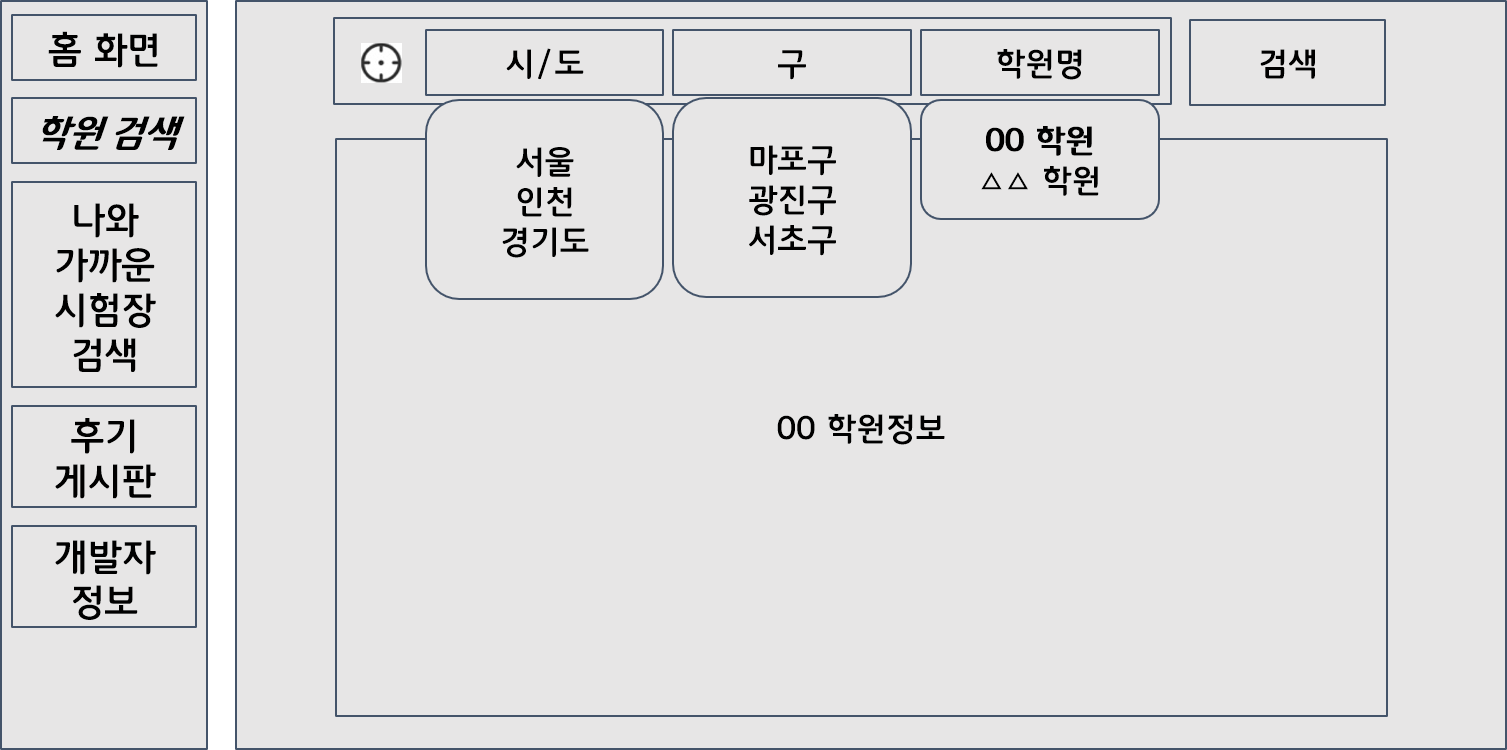 홈 화면
학원 검색
나와
가까운
시험장
검색
후기
게시판
개발자
정보
시/도
구
학원명
검색
서울
인천
경기도
마포구
광진구
서초구
00 학원
△△ 학원
00 학원정보